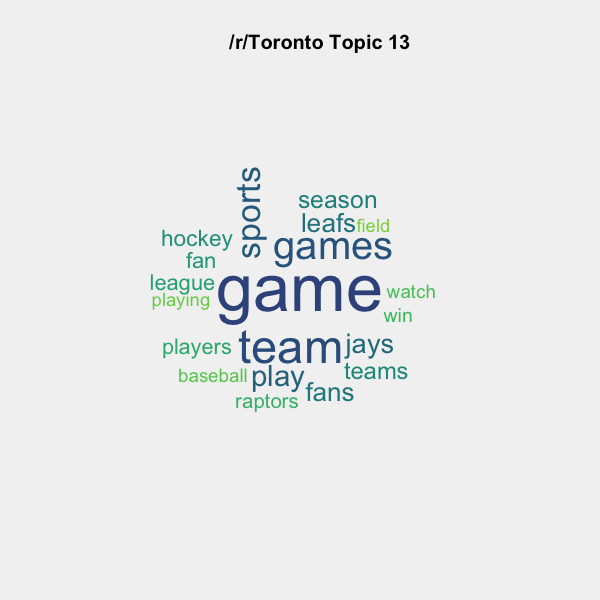 /r/Toronto Topic 13
sports
season
leafs
field
hockey
games
fan
league
game
watch
playing
win
players
team
jays
baseball
play
teams
fans
raptors